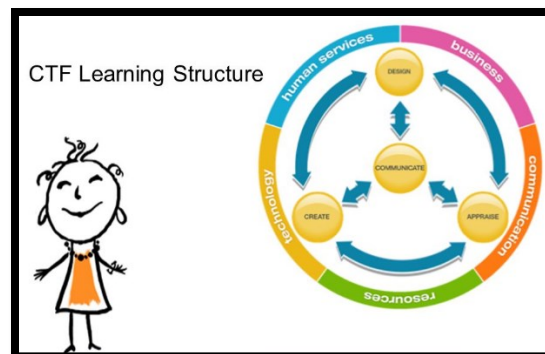 CTF Learning Structure
human services
business
DESIGN
COMMUNICATE
technology
communication
CREATE
APPRAISE
resources